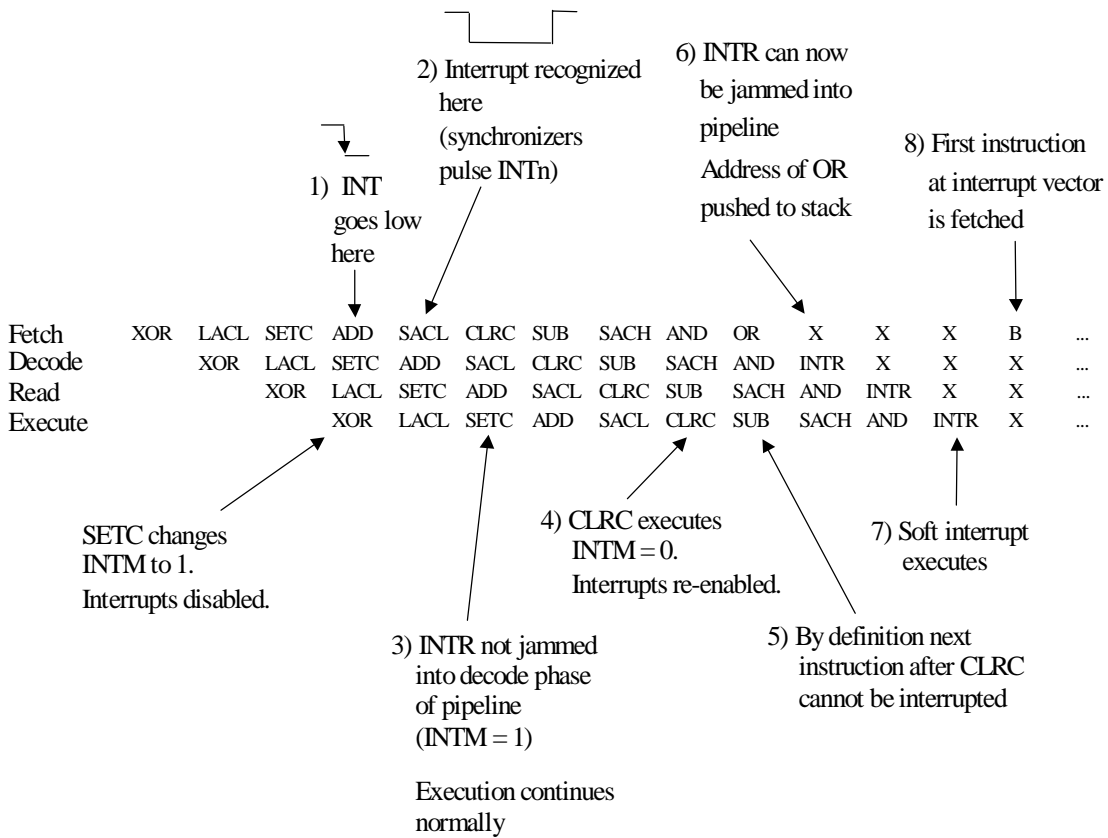 2) Interrupt recognized
here
(synchronizers
pulse INTn)
6) INTR can now
be jammed into
pipeline
Address of OR
pushed to stack
8) First instruction
at interrupt vector
is fetched
1) INT
goes low
here
Fetch XOR LACL SETC ADD SACL CLRC SUB SACH AND OR X X X B ...
Decode XOR LACL SETC ADD SACL CLRC SUB SACH AND INTR X X X ...
Read XOR LACL SETC ADD SACL CLRC SUB SACH AND INTR X X ...
Execute XOR LACL SETC ADD SACL CLRC SUB SACH AND INTR X ...
SETC changes
INTM to 1.
Interrupts disabled.
4) CLRC executes
INTM = 0.
Interrupts re-enabled.
7) Soft interrupt
executes
3) INTR not jammed
into decode phase
of pipeline
(INTM = 1)
Execution continues
normally
5) By definition next
instruction after CLRC
cannot be interrupted